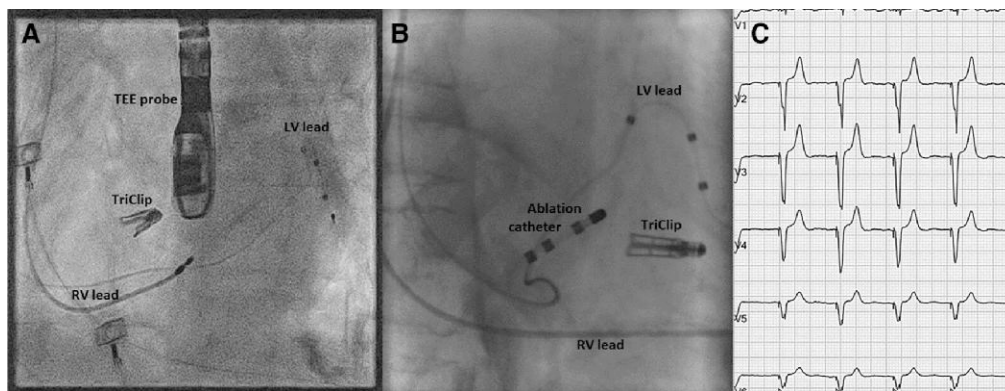 A
TEE probe
LV lead
TriClip
RV lead
B
LV lead
Ablation
catheter
TriClip
RV lead
C
V1
V2
V3
V4
V5